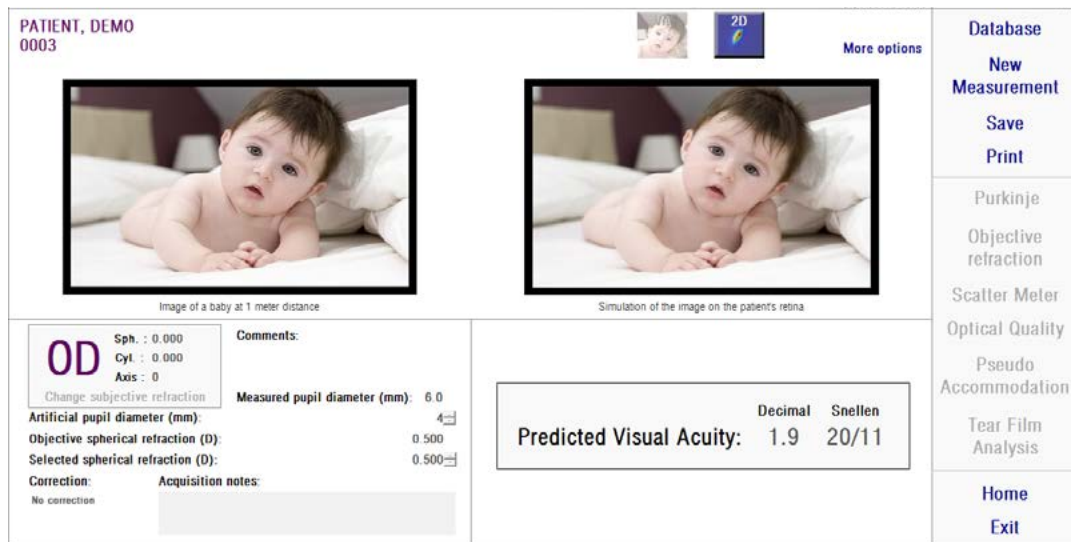 PATIENT, DEMO
0003
2D
More options
Image of a baby at 1 meter distance
Simulation of the image on the patient's retina
OD
Sph. : 0.000
Cyl. : 0.000
Axis : 0
Change subjective refraction
Comments:
Measured pupil diameter (mm): 6.0
Artificial pupil diameter (mm): 4
Objective spherical refraction (D): 0.500
Selected spherical refraction (D): 0.500
Correction: Acquisition notes:
No correction
Decimal Snellen
Predicted Visual Acuity: 1.9 20/11
Database
New
Measurement
Save
Print
Purkinje
Objective
refraction
Scatter Meter
Optical Quality
Pseudo
Accommodation
Tear Film
Analysis
Home
Exit